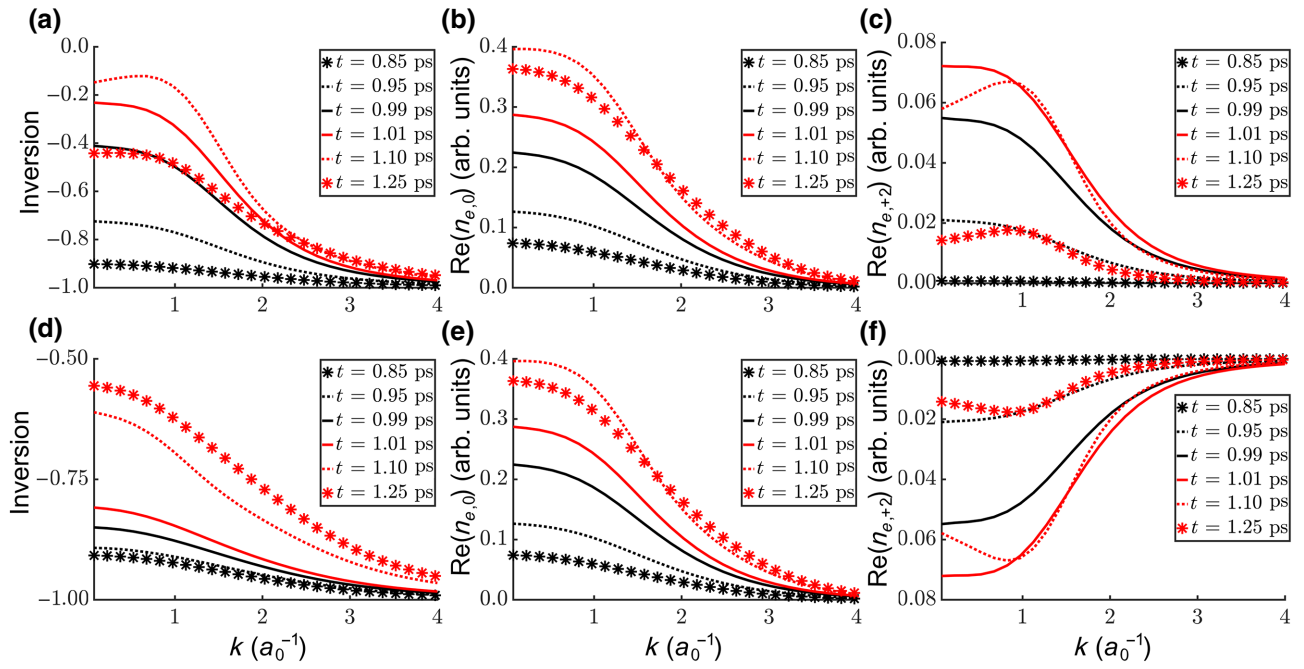 (a)
Inversion
0.0
−0.2
−0.4
−0.6
−0.8
−1.0
1 2 3 4
t = 0.85 ps
t = 0.95 ps
t = 0.99 ps
t = 1.01 ps
t = 1.10 ps
t = 1.25 ps
(b)
Re(n_{e,0}) (arb. units)
0.4
0.3
0.2
0.1
0.0
1 2 3 4
t = 0.85 ps
t = 0.95 ps
t = 0.99 ps
t = 1.01 ps
t = 1.10 ps
t = 1.25 ps
(c)
Re(n_{e,+2}) (arb. units)
0.08
0.06
0.04
0.02
0.00
1 2 3 4
t = 0.85 ps
t = 0.95 ps
t = 0.99 ps
t = 1.01 ps
t = 1.10 ps
t = 1.25 ps
(d)
Inversion
−0.50
−0.75
−1.00
1 2 3 4
k (a_0^{−1})
t = 0.85 ps
t = 0.95 ps
t = 0.99 ps
t = 1.01 ps
t = 1.10 ps
t = 1.25 ps
(e)
Re(n_{e,0}) (arb. units)
0.4
0.3
0.2
0.1
0.0
1 2 3 4
k (a_0^{−1})
t = 0.85 ps
t = 0.95 ps
t = 0.99 ps
t = 1.01 ps
t = 1.10 ps
t = 1.25 ps
(f)
Re(n_{e,+2}) (arb. units)
0.00
0.02
0.04
0.06
0.08
1 2 3 4
k (a_0^{−1})
t = 0.85 ps
t = 0.95 ps
t = 0.99 ps
t = 1.01 ps
t = 1.10 ps
t = 1.25 ps